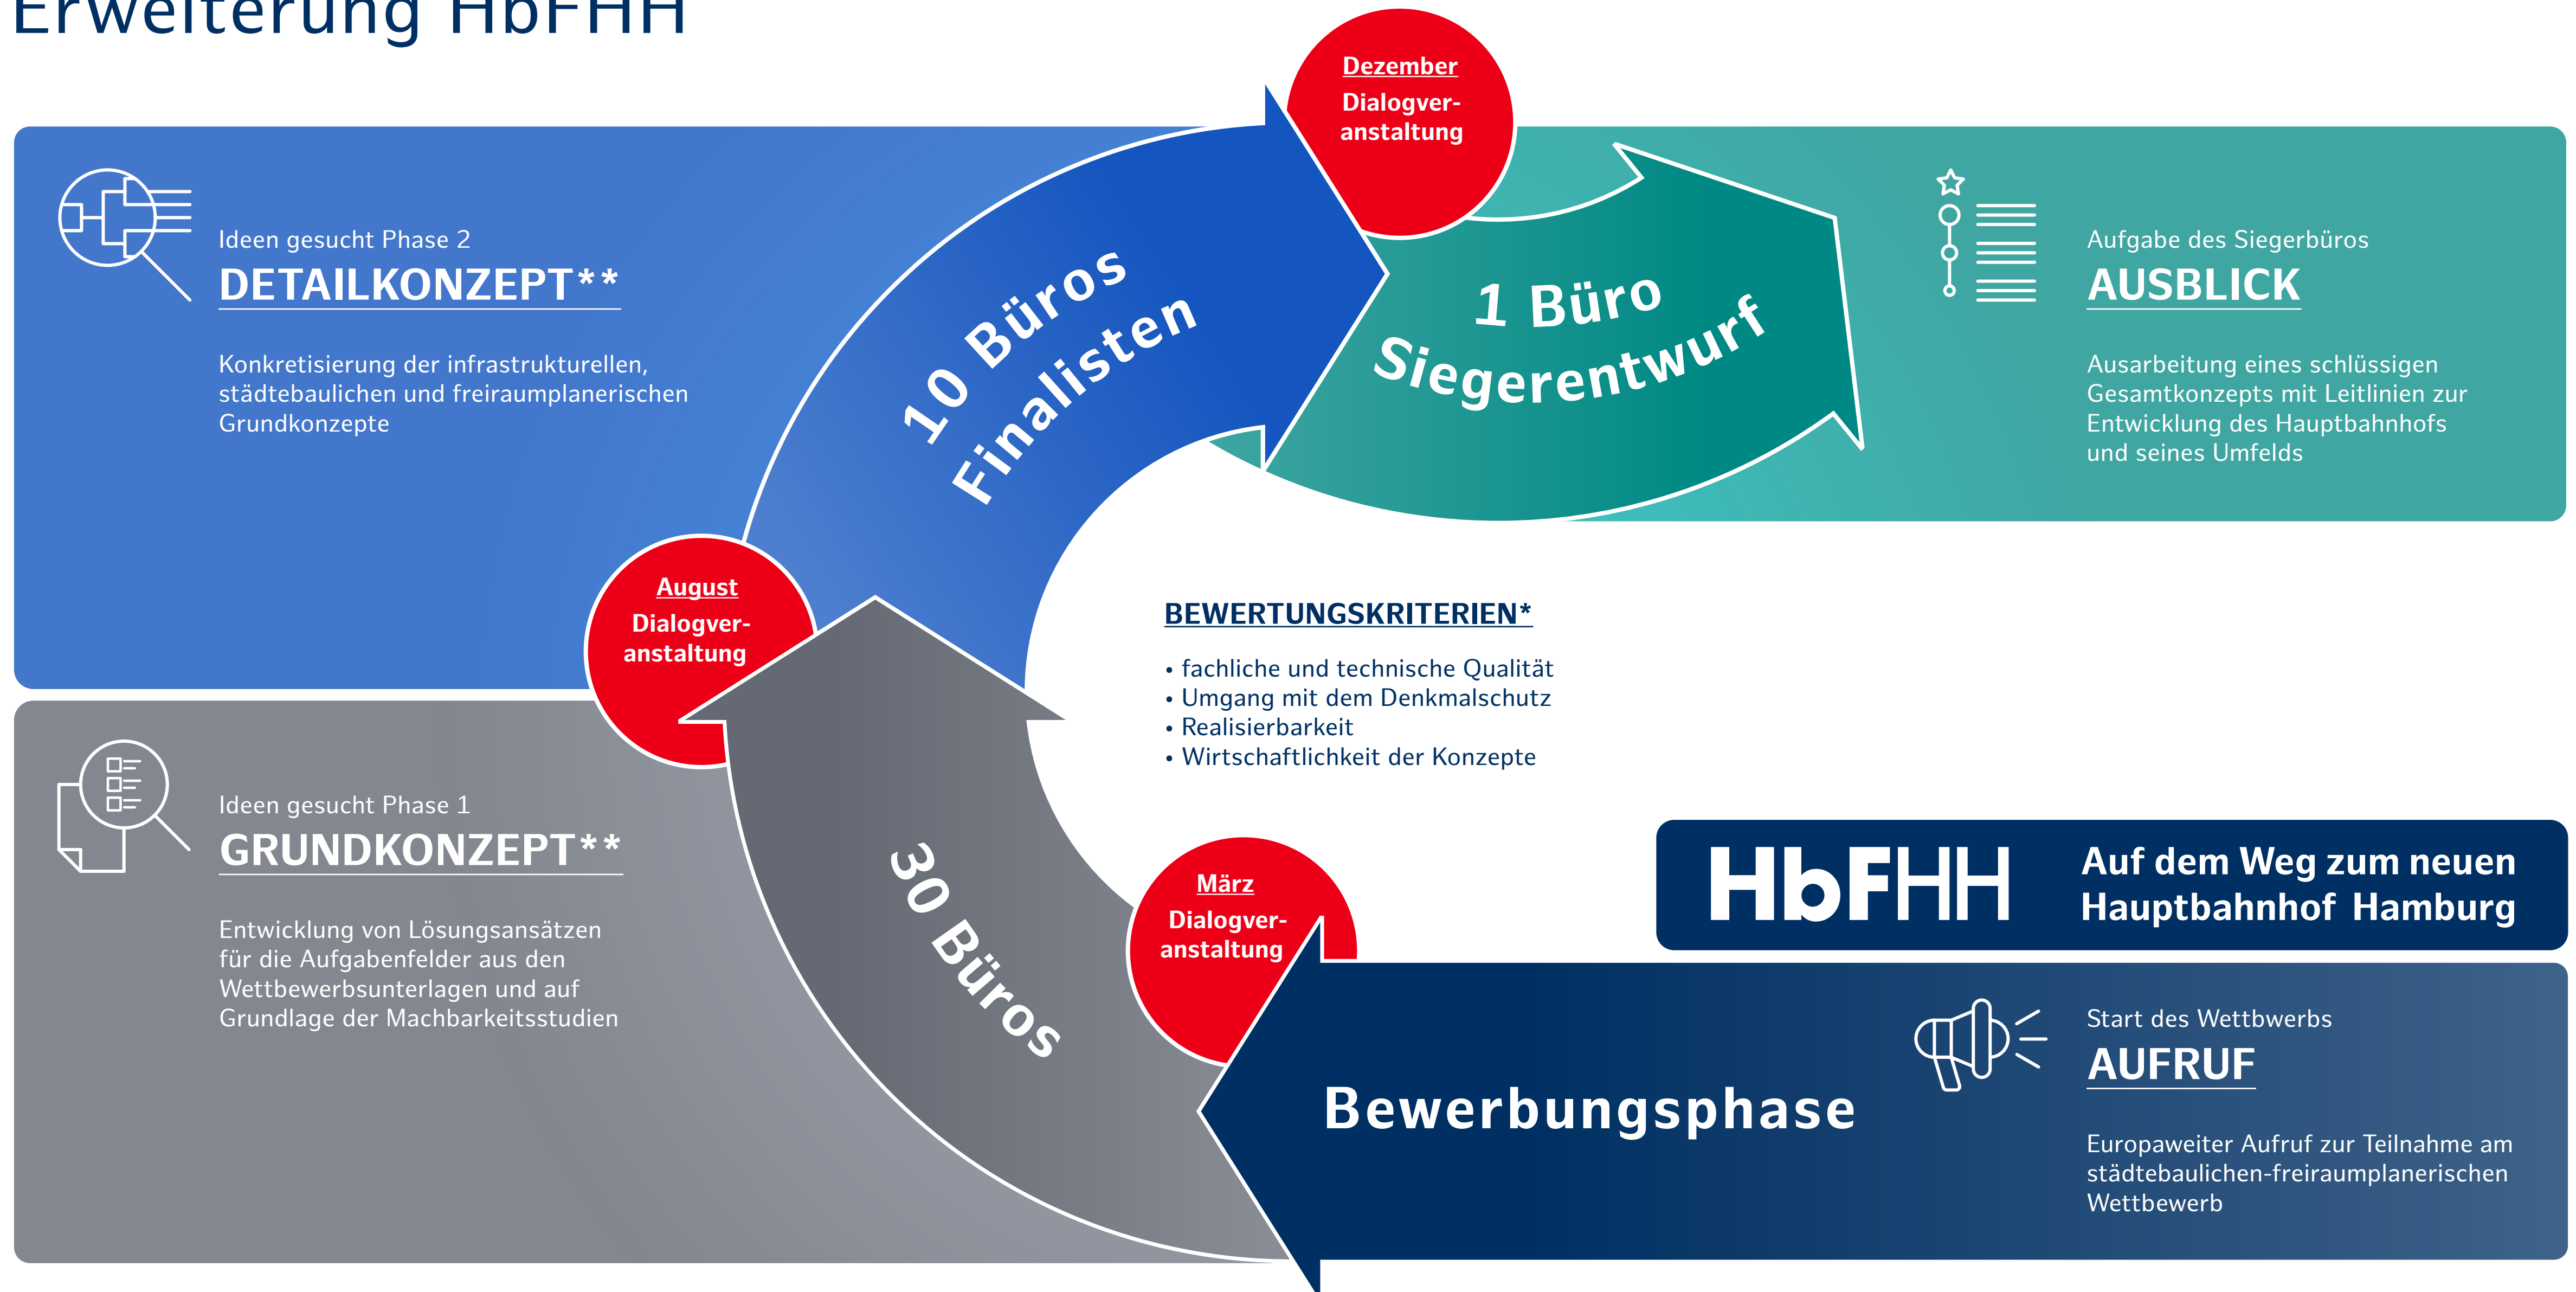 Erweiterung HbFHH
Dezember
Dialogver-
anstaltung
Ideen gesucht Phase 2
DETAILKONZEPT**
Konkretisierung der infrastrukturellen,
städtebaulichen und freiraumplanerischen
Grundkonzepte
10 Büros
Finalisten
1 Büro
Siegerentwurf
Aufgabe des Siegerbüros
AUSBLICK
Ausarbeitung eines schlüssigen
Gesamtkonzepts mit Leitlinien zur
Entwicklung des Hauptbahnhofs
und seines Umfelds
August
Dialogver-
anstaltung
BEWERTUNGSKRITERIEN*
• fachliche und technische Qualität
• Umgang mit dem Denkmalschutz
• Realisierbarkeit
• Wirtschaftlichkeit der Konzepte
Ideen gesucht Phase 1
GRUNDKONZEPT**
Entwicklung von Lösungsansätzen
für die Aufgabenfelder aus den
Wettbewerbsunterlagen und auf
Grundlage der Machbarkeitsstudien
30 Büros
März
Dialogver-
anstaltung
HbFHH
Auf dem Weg zum neuen
Hauptbahnhof Hamburg
Bewerbungsphase
Start des Wettbwerbs
AUFRUF
Europaweiter Aufruf zur Teilnahme am
städtebaulichen-freiraumplanerischen
Wettbewerb